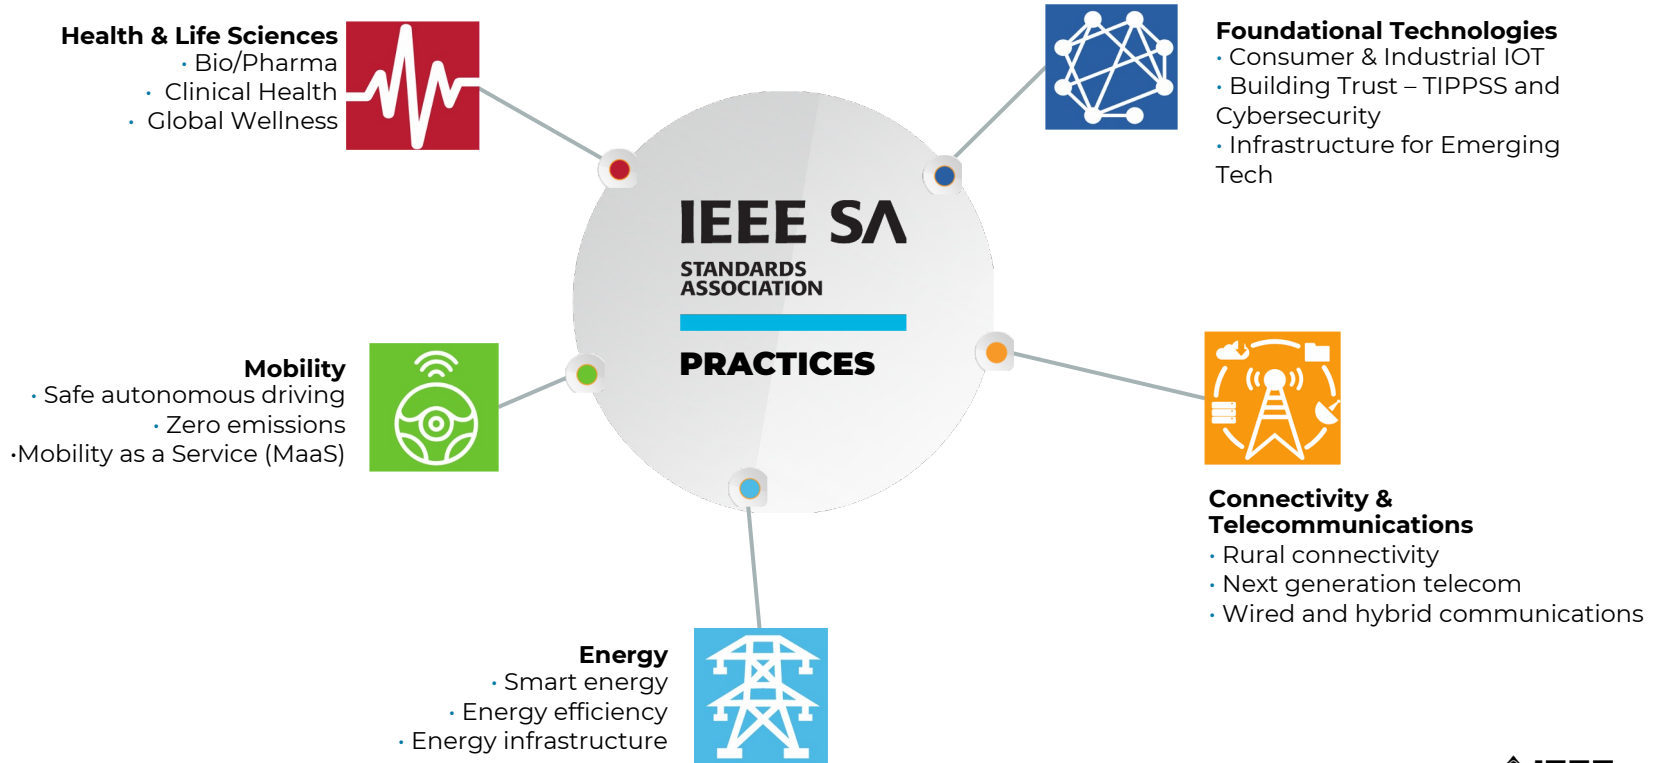 Health & Life Sciences
· Bio/Pharma
· Clinical Health
· Global Wellness
Foundational Technologies
· Consumer & Industrial IOT
· Building Trust – TIPPSS and
Cybersecurity
· Infrastructure for Emerging
Tech
IEEE SA
STANDARDS
ASSOCIATION
PRACTICES
Mobility
· Safe autonomous driving
· Zero emissions
·Mobility as a Service (MaaS)
Connectivity &
Telecommunications
· Rural connectivity
· Next generation telecom
· Wired and hybrid communications
Energy
· Smart energy
· Energy efficiency
· Energy infrastructure
IEEE